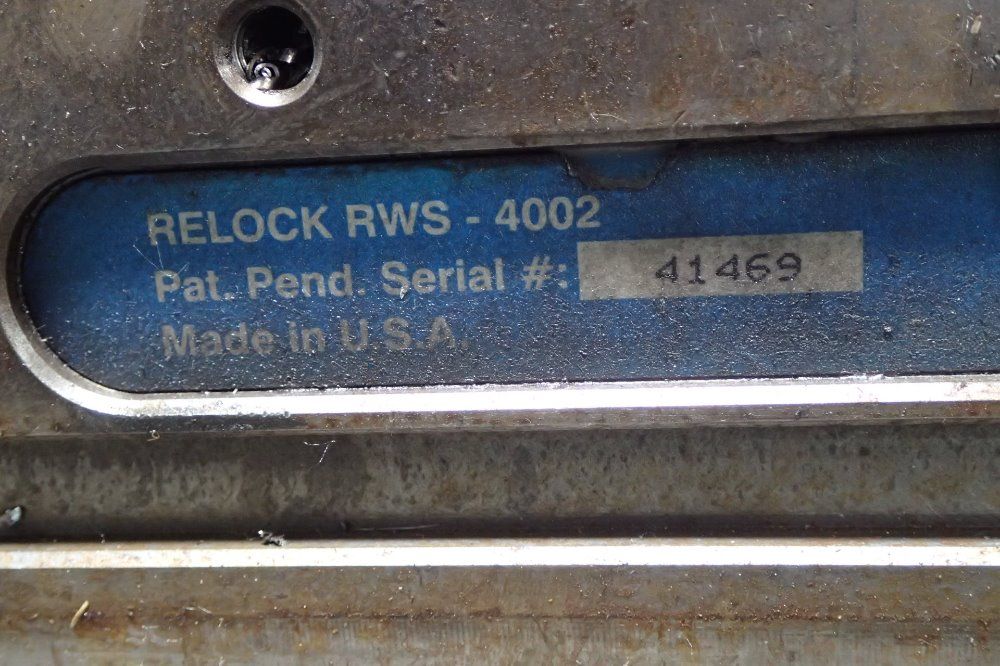 RELOCK RWS - 4002
Pat. Pend. Serial #: 41469
Made in U.S.A.